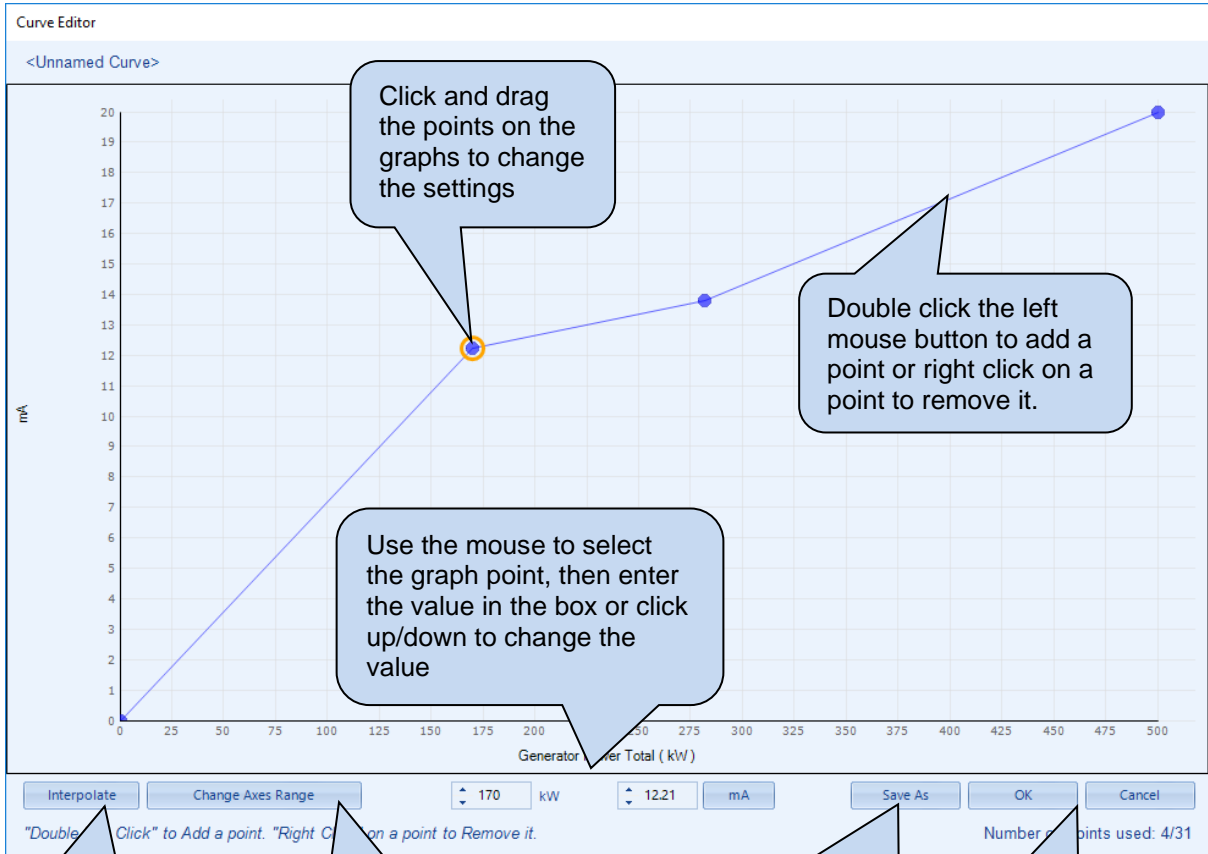 Curve Editor
<Unnamed Curve>
Click and drag
the points on the
graphs to change
the settings
20
19
18
17
16
15
14
13
12
11
10
9
8
7
6
5
4
3
2
1
0
mA
Double click the left
mouse button to add a
point or right click on a
point to remove it.
Use the mouse to select
the graph point, then enter
the value in the box or click
up/down to change the
value
0 25 50 75 100 125 150 175 200 250 275 300 325 350 375 400 425 450 475 500
Generator Total ( kW )
Interpolate Change Axes Range 170 kW 12.21 mA Save As OK Cancel
"Double Click" to Add a point. "Right on a point to Remove it. Number used: 4/31